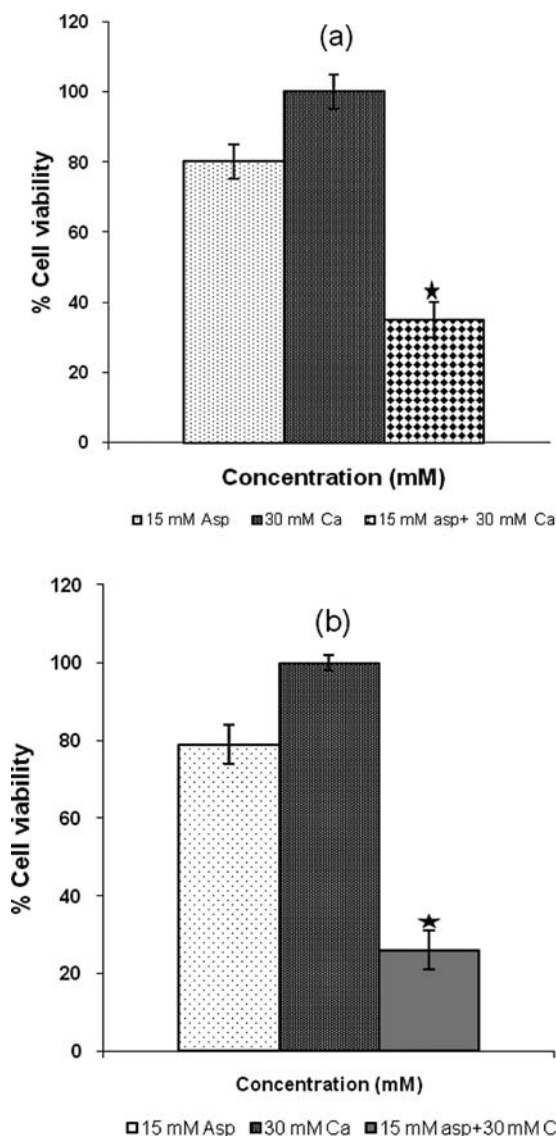 120
(a)
100
80
60
40
20
0
% Cell viability
Concentration (mM)
15 mM Asp 30 mM Ca 15 mM asp+ 30 mM Ca
120
(b)
100
80
60
40
20
0
% Cell viability
Concentration (mM)
15 mM Asp 30 mM Ca 15 mM asp+30 mM C